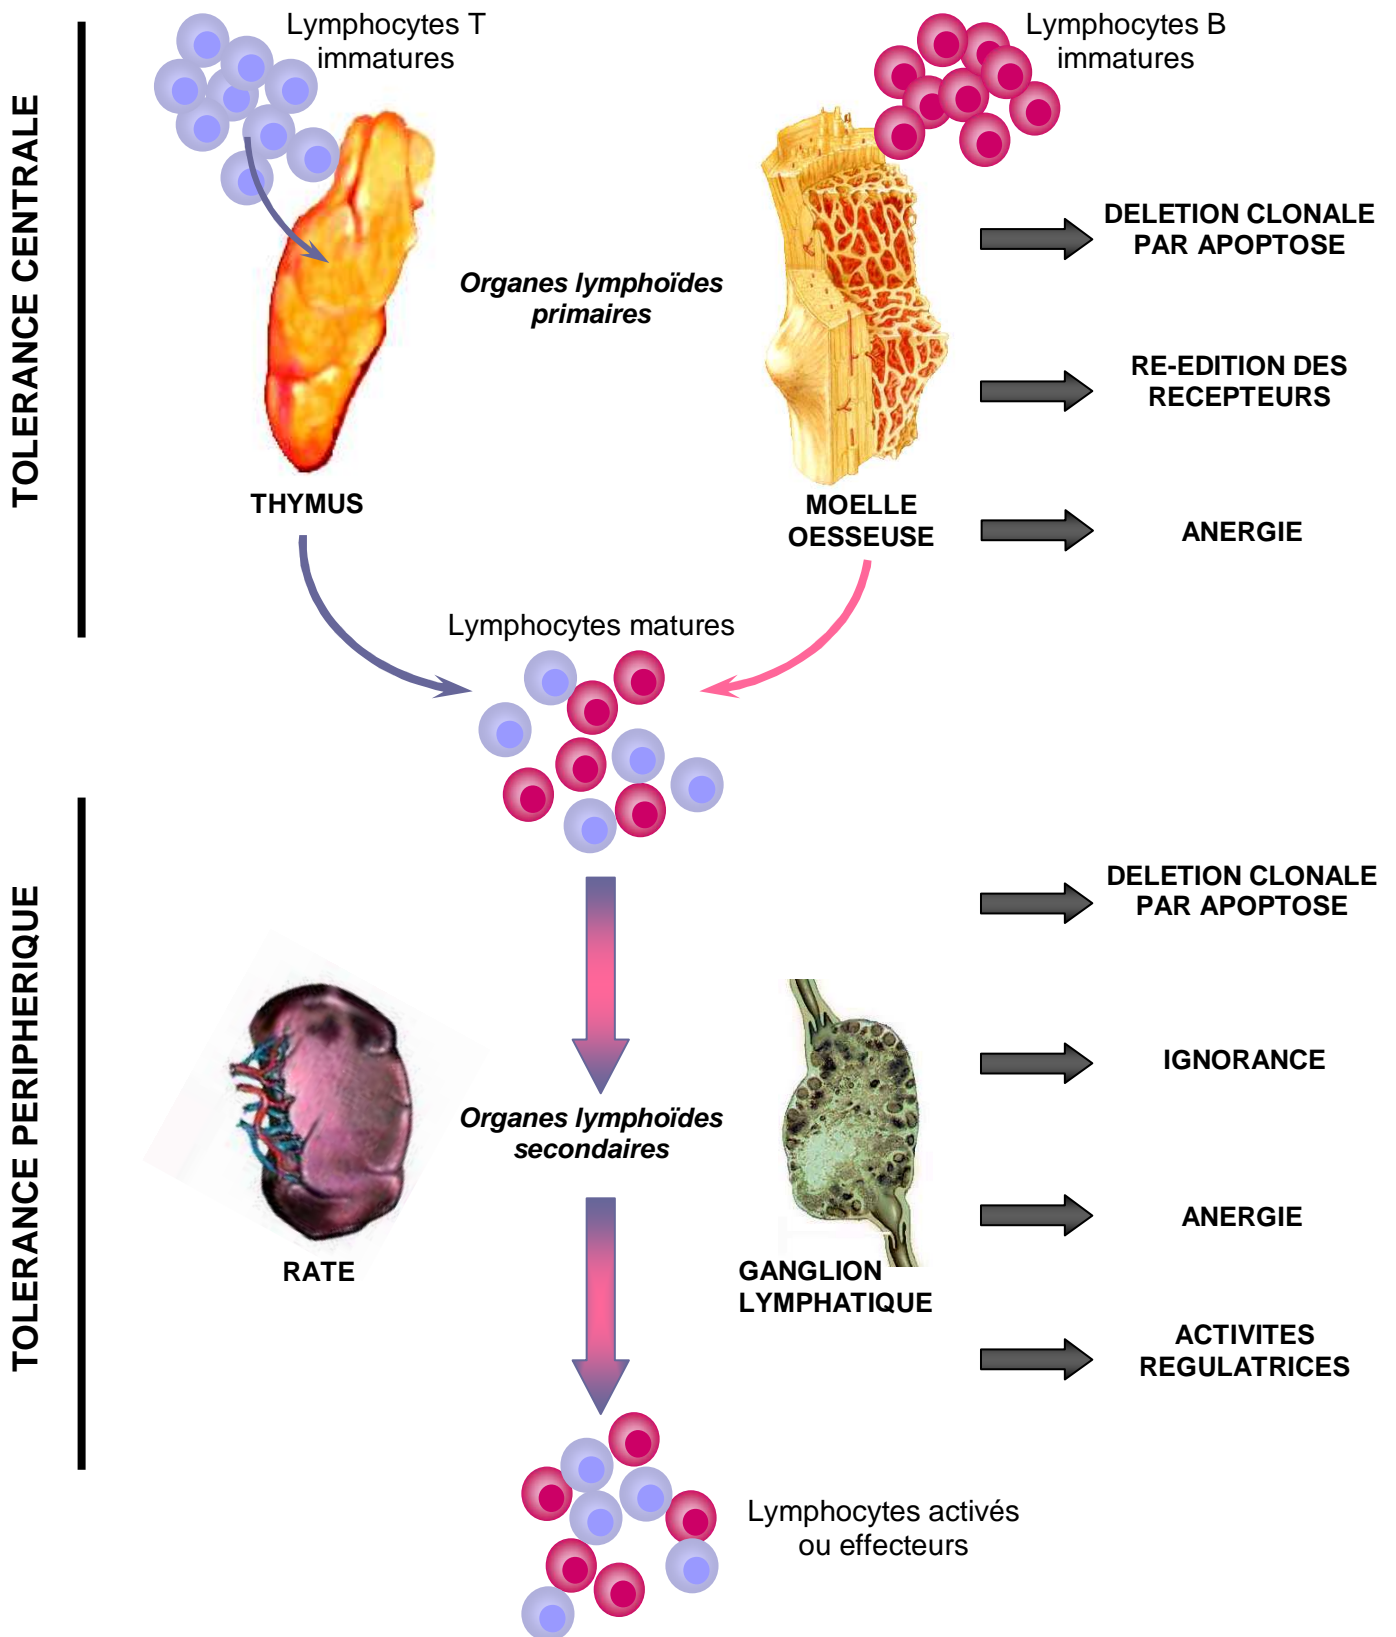 TOLERANCE CENTRALE
Lymphocytes T
immatures
Lymphocytes B
immatures
Organes lymphoïdes
primaires
DELETION CLONALE
PAR APOPTOSE
RE-EDITION DES
RECEPTEURS
THYMUS
MOELLE
OESSEUSE
ANERGIE
Lymphocytes matures
TOLERANCE PERIPHERIQUE
DELETION CLONALE
PAR APOPTOSE
IGNORANCE
Organes lymphoïdes
secondaires
ANERGIE
RATE
GANGLION
LYMPHATIQUE
ACTIVITES
REGULATRICES
Lymphocytes activés
ou effecteurs